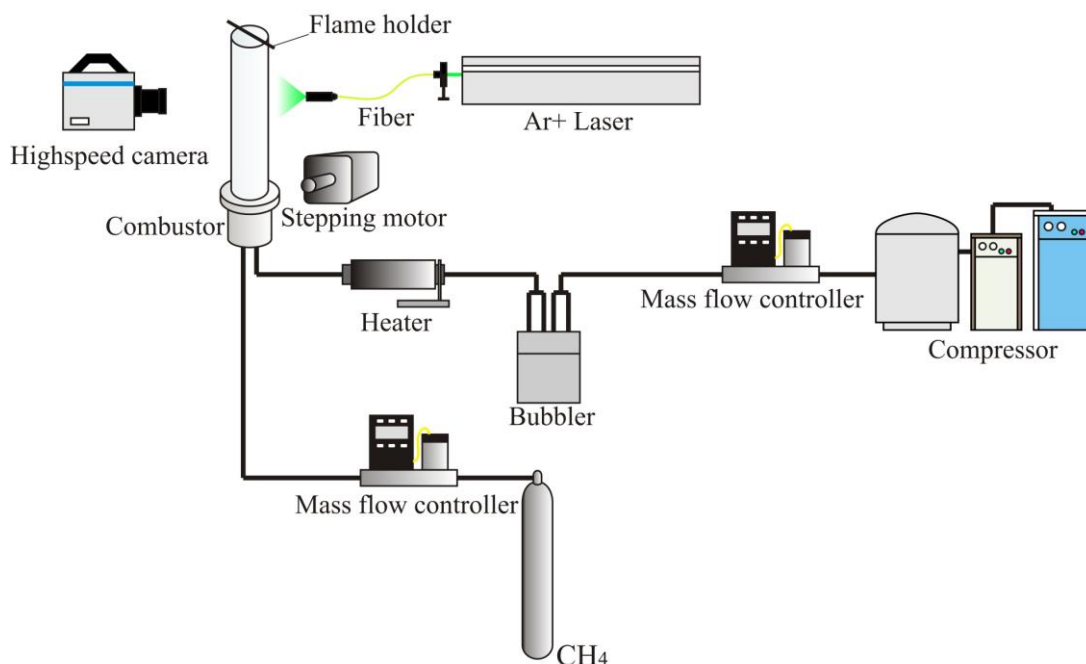 Flame holder
Fiber
Ar+ Laser
Highspeed camera
Combustor
Stepping motor
Heater
Mass flow controller
Compressor
Bubbler
Mass flow controller
CH4